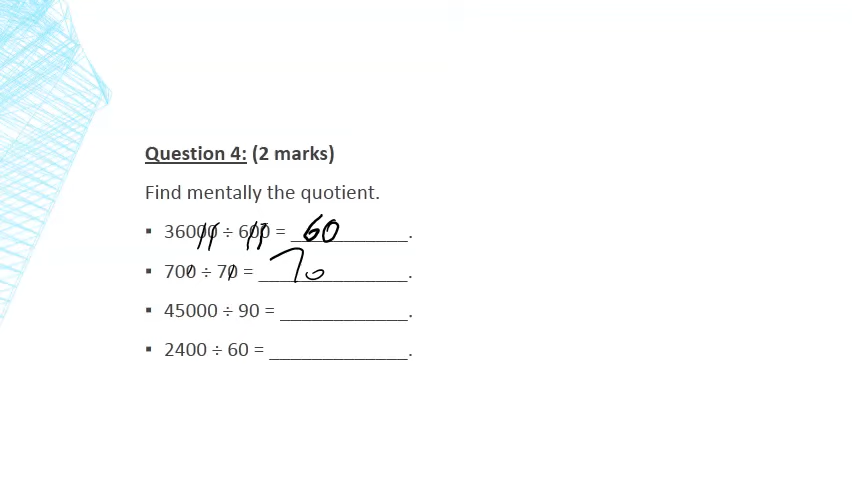 Question 4: (2 marks)
Find mentally the quotient.
▪ 36000 ÷ 600 = 60.
▪ 700 ÷ 70 = 10.
▪ 45000 ÷ 90 = ____________.
▪ 2400 ÷ 60 = _____________.